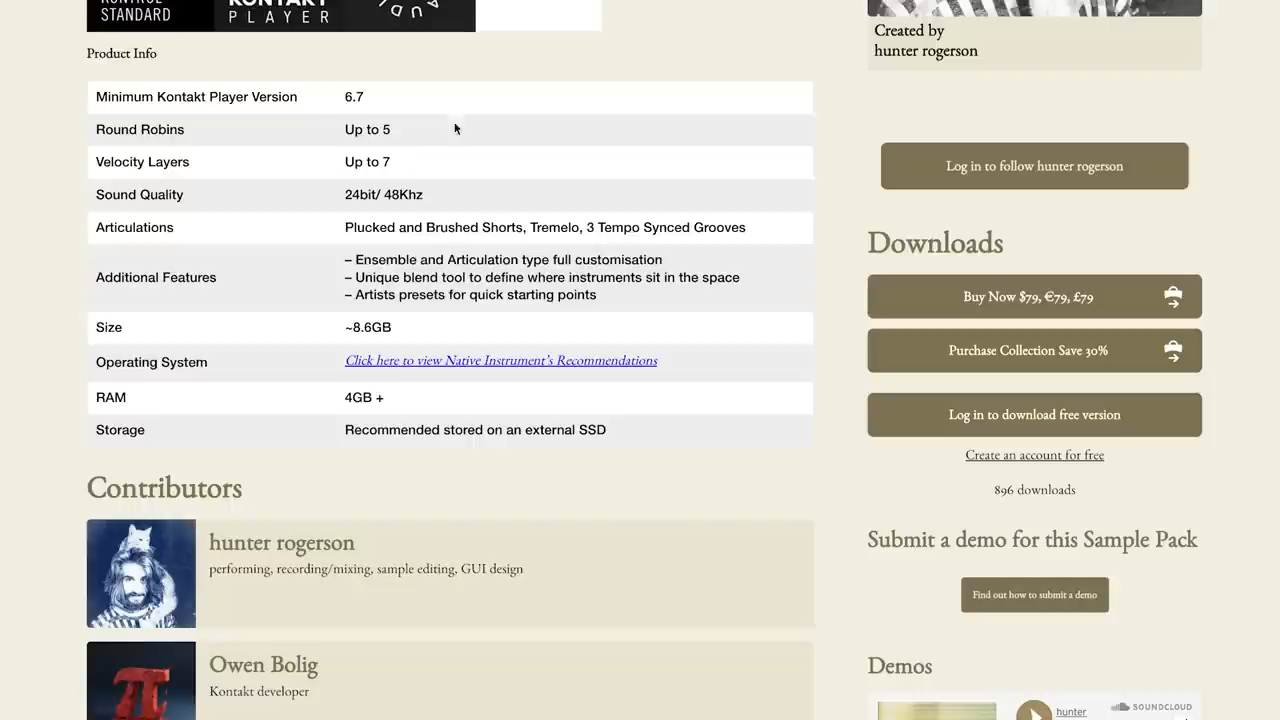 KONTROL
STANDARD
KONTAKT
PLAYER
Product Info
Minimum Kontakt Player Version 6.7
Round Robins Up to 5
Velocity Layers Up to 7
Sound Quality 24bit/ 48Khz
Articulations Plucked and Brushed Shorts, Tremelo, 3 Tempo Synced Grooves
Additional Features
– Ensemble and Articulation type full customisation
– Unique blend tool to define where instruments sit in the space
– Artists presets for quick starting points
Size ~8.6GB
Operating System Click here to view Native Instrument's Recommendations
RAM 4GB +
Storage Recommended stored on an external SSD
Contributors
hunter rogerson
performing, recording/mixing, sample editing, GUI design
Owen Bolig
Kontakt developer
Created by
hunter rogerson
Log in to follow hunter rogerson
Downloads
Buy Now $79, €79, £79
Purchase Collection Save 30%
Log in to download free version
Create an account for free
896 downloads
Submit a demo for this Sample Pack
Find out how to submit a demo
Demos
hunter
SOUNDCLOUD